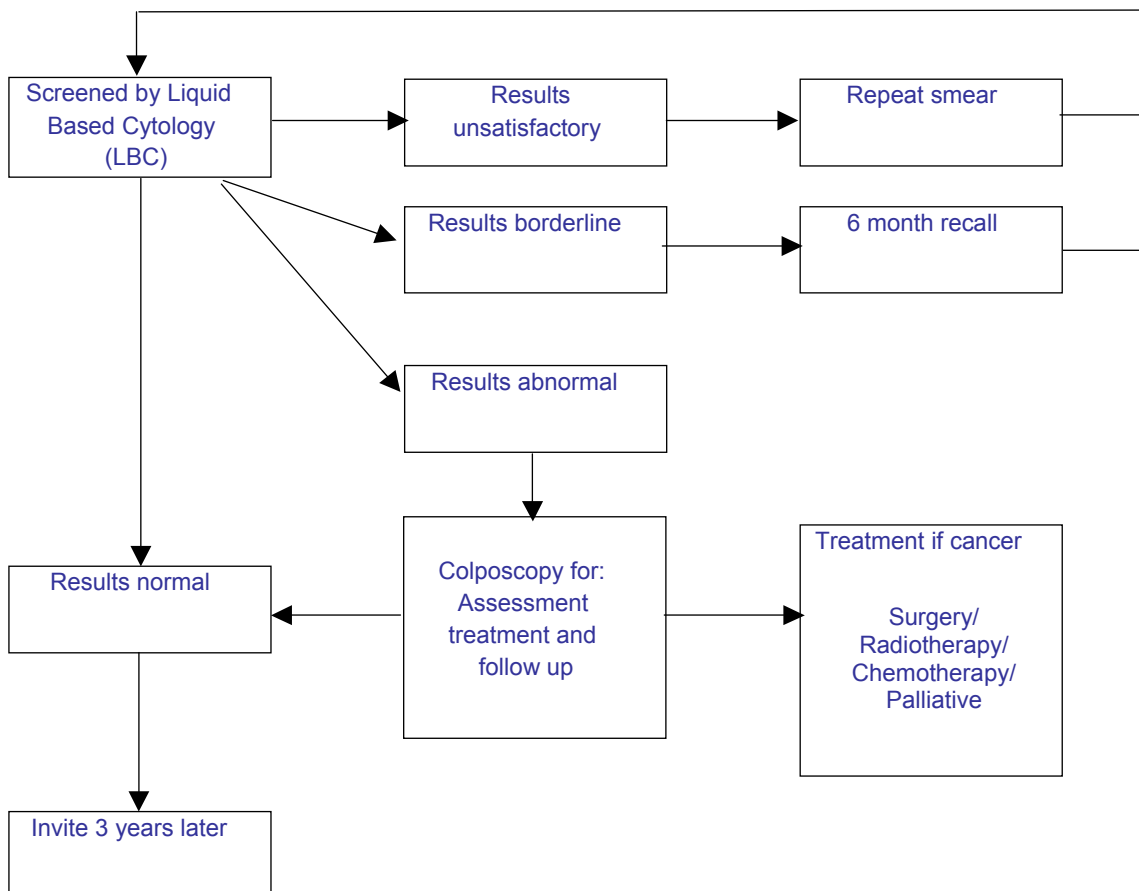 Screened by Liquid
Based Cytology
(LBC)
Results
unsatisfactory
Repeat smear
Results borderline
6 month recall
Results abnormal
Results normal
Colposcopy for:
Assessment
treatment and
follow up
Treatment if cancer
Surgery/
Radiotherapy/
Chemotherapy/
Palliative
Invite 3 years later